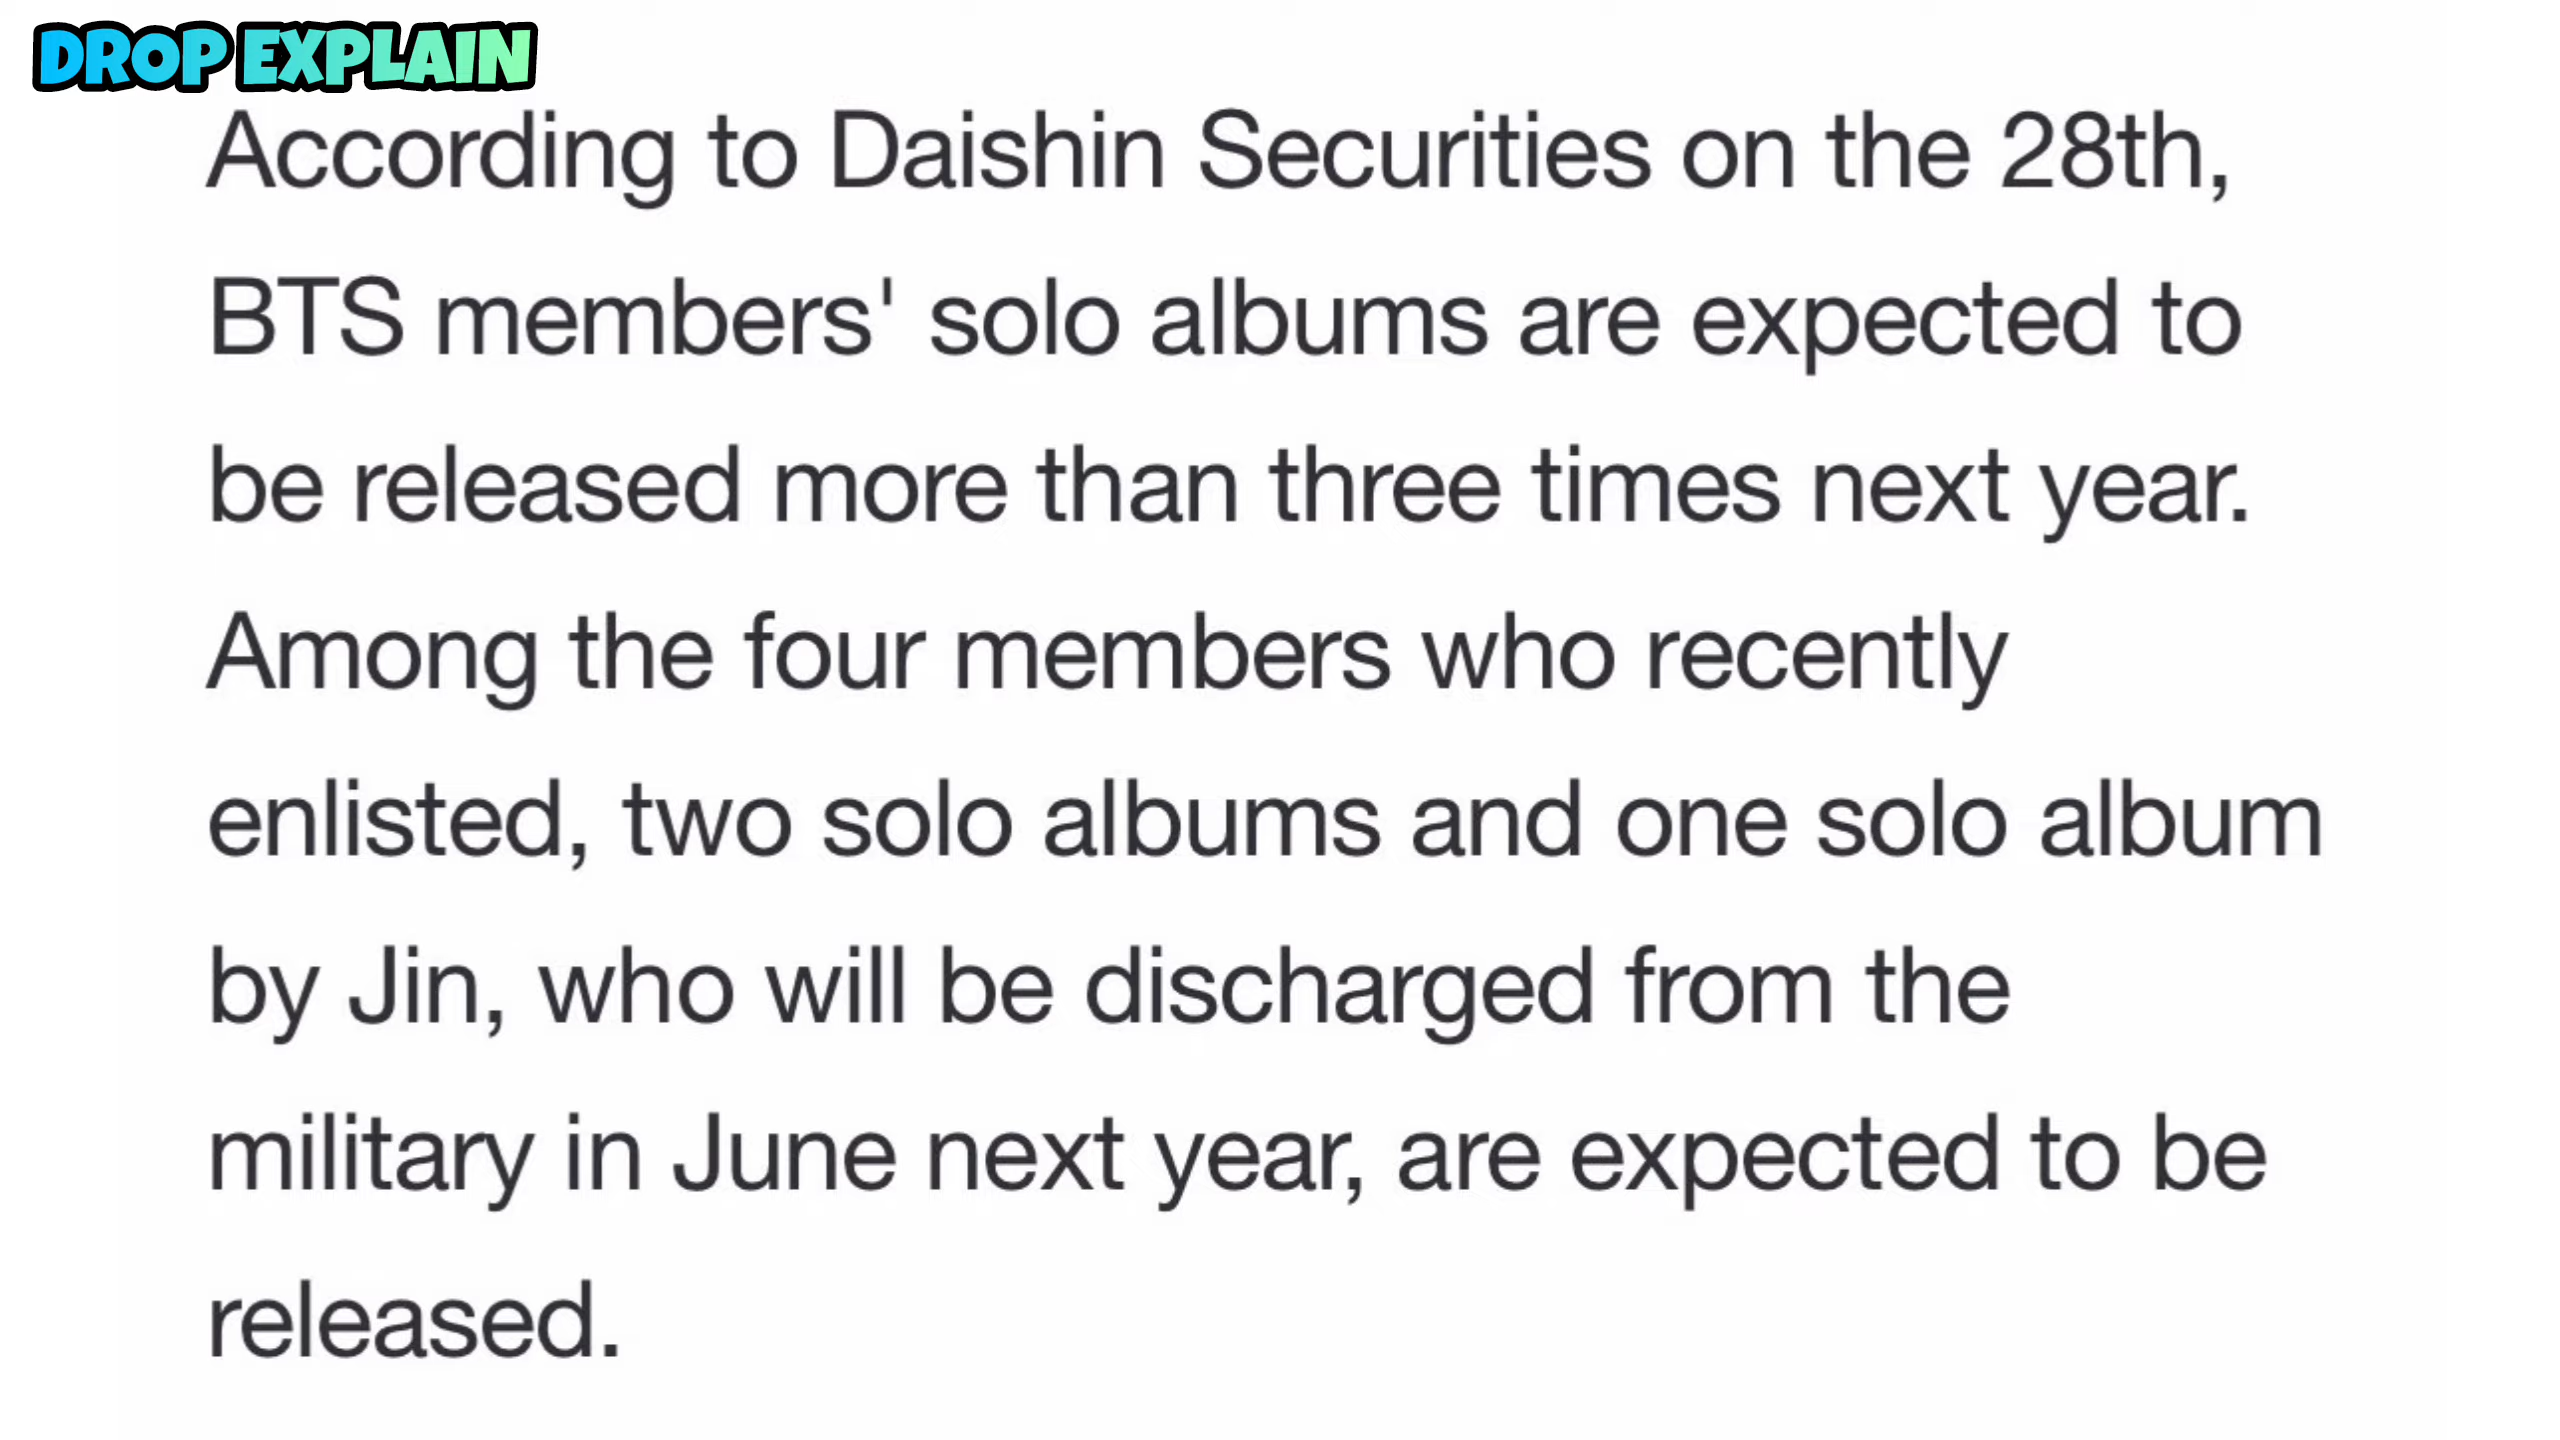 DROP EXPLAIN
According to Daishin Securities on the 28th,
BTS members' solo albums are expected to
be released more than three times next year.
Among the four members who recently
enlisted, two solo albums and one solo album
by Jin, who will be discharged from the
military in June next year, are expected to be
released.